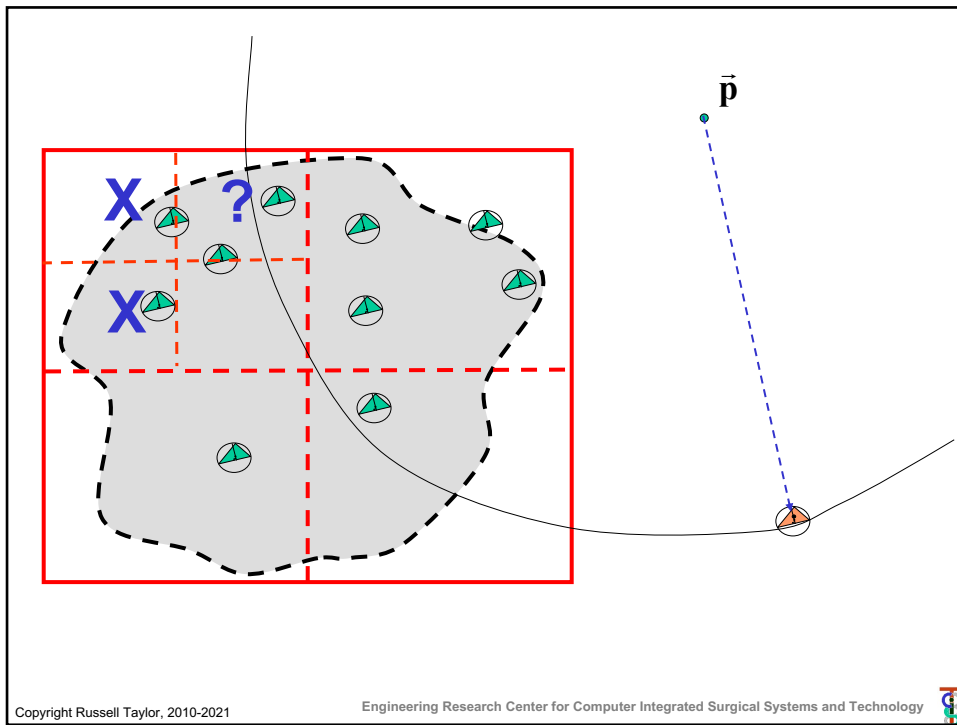 p⃗
X ?
X
Copyright Russell Taylor, 2010-2021
Engineering Research Center for Computer Integrated Surgical Systems and Technology